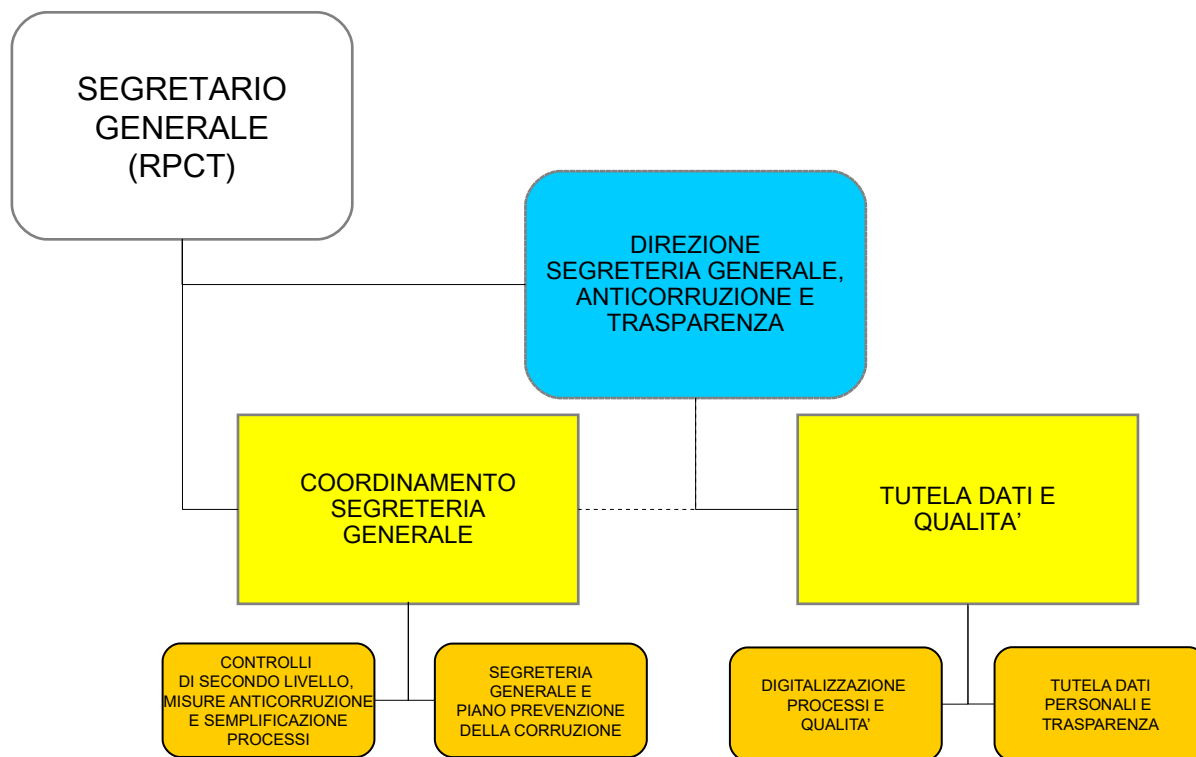 SEGRETARIO
GENERALE
(RPCT)
DIREZIONE
SEGRETERIA GENERALE,
ANTICORRUZIONE E
TRASPARENZA
COORDINAMENTO
SEGRETERIA
GENERALE
TUTELA DATI E
QUALITA’
CONTROLLI
DI SECONDO LIVELLO,
MISURE ANTICORRUZIONE
E SEMPLIFICAZIONE
PROCESSI
SEGRETERIA
GENERALE E
PIANO PREVENZIONE
DELLA CORRUZIONE
DIGITALIZZAZIONE
PROCESSI E
QUALITA’
TUTELA DATI
PERSONALI E
TRASPARENZA